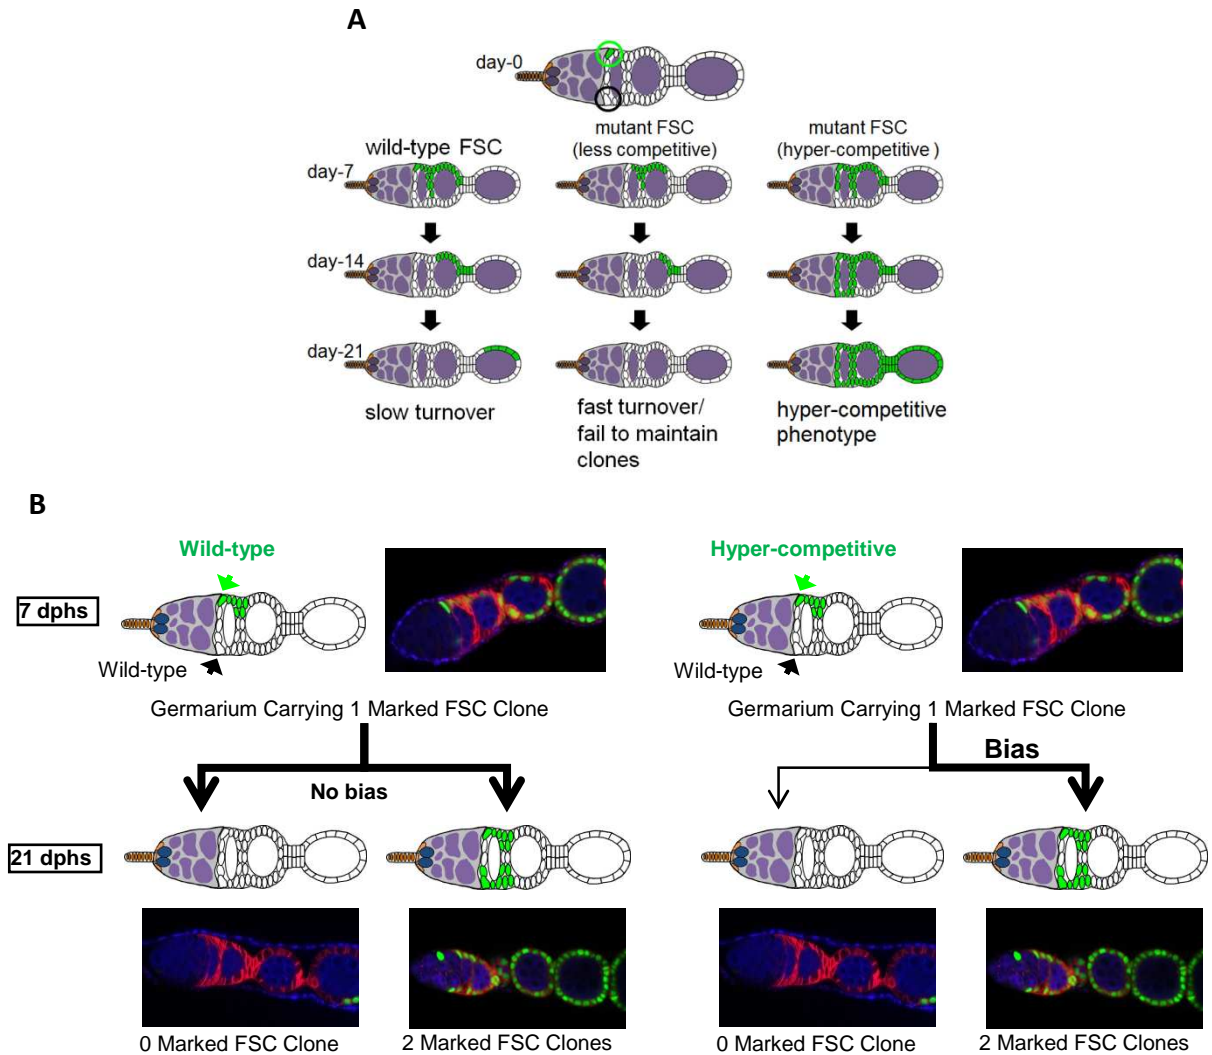 A
day-0
wild-type FSC
mutant FSC
(less competitive)
mutant FSC
(hyper-competitive )
day-7
day-14
day-21
slow turnover
fast turnover/
fail to maintain
clones
hyper-competitive
phenotype
B
Wild-type
Hyper-competitive
7 dphs
Wild-type
Wild-type
Germarium Carrying 1 Marked FSC Clone
Germarium Carrying 1 Marked FSC Clone
No bias
Bias
21 dphs
0 Marked FSC Clone
2 Marked FSC Clones
0 Marked FSC Clone
2 Marked FSC Clones